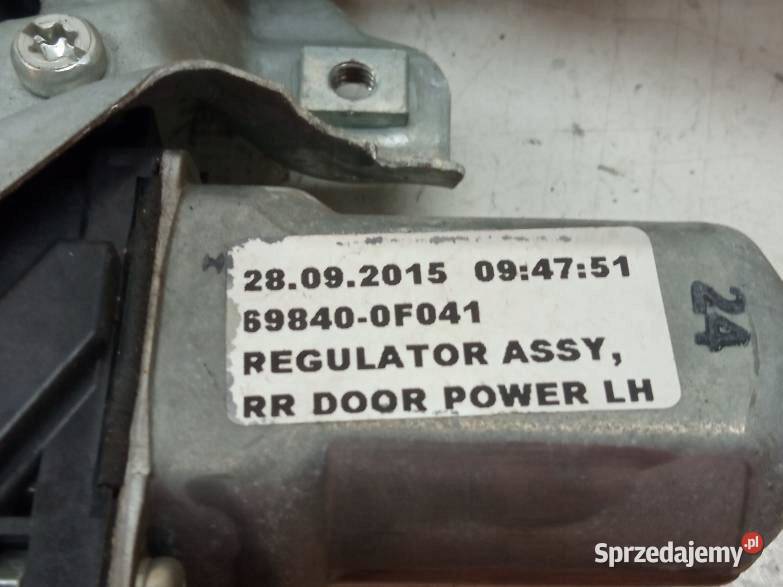 28.09.2015 09:47:51
69840-0F041
REGULATOR ASSY,
RR DOOR POWER LH
24
Sprzedajemy.pl